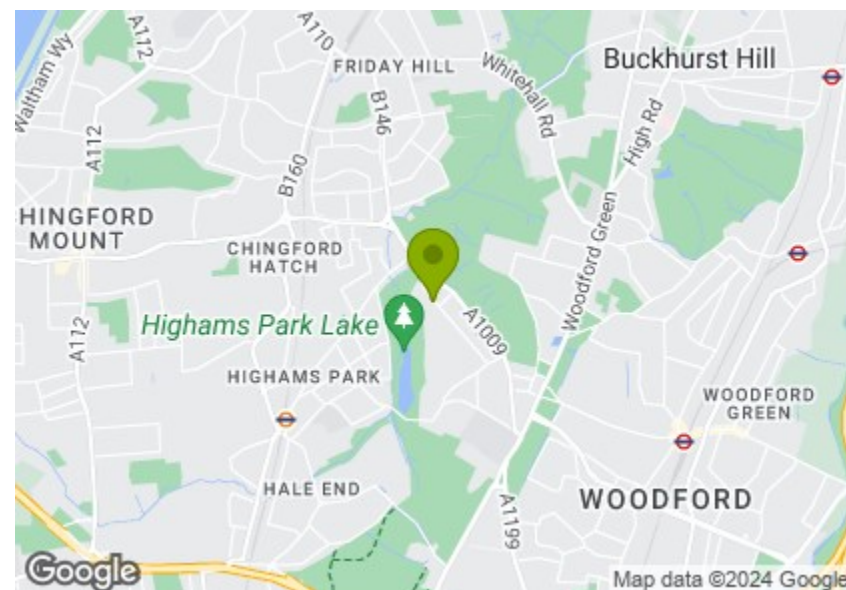 A112
A110
Waltham Wy
FRIDAY HILL
Whitehall Rd
Buckhurst Hill
B146
High Rd
A112
B160
HINGFORD
MOUNT
CHINGFORD
HATCH
Woodford Green
Highams Park Lake
A1009
A112
HIGHAMS PARK
WOODFORD
GREEN
HALE END
WOODFORD
A1199
Google
Map data ©2024 Google